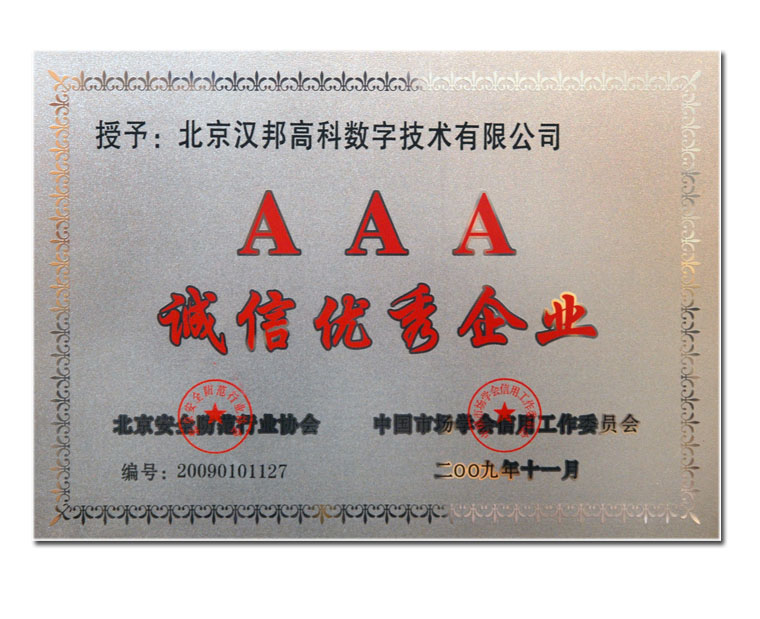 授予：北京汉邦高科数字技术有限公司
AAA
诚信优秀企业
北京安全防范行业协会
中国市场学会信用工作委员会
编号：20090101127
二OO九年十一月